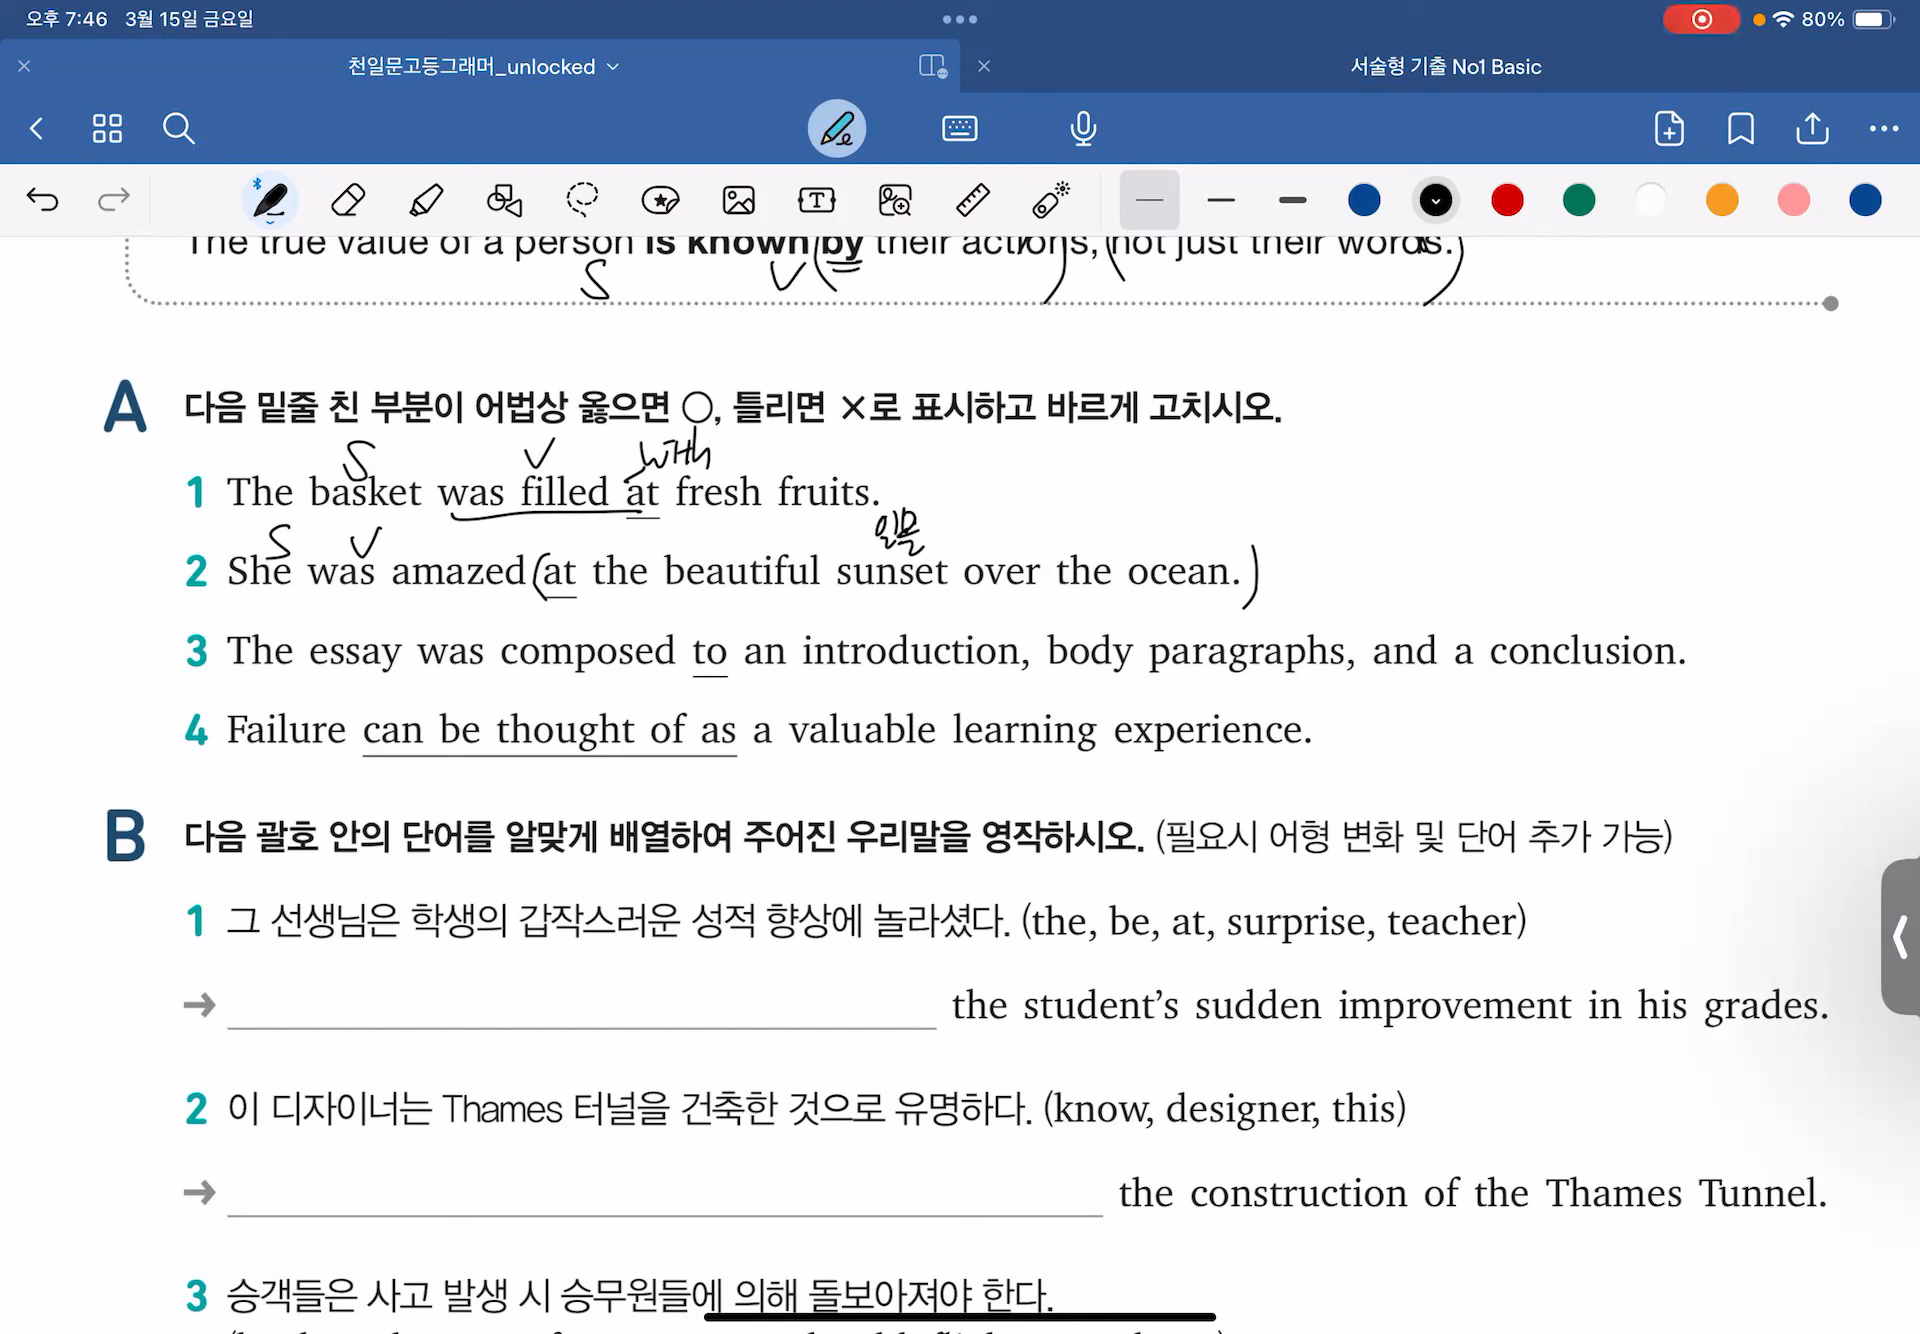 오후 7:46 3월 15일 금요일
80%
천일문고등그래머_unlocked
서술형 기출 No1 Basic
The true value of a person is known by their actions, not just their words.
S V
A 다음 밑줄 친 부분이 어법상 옳으면 ○, 틀리면 ×로 표시하고 바르게 고치시오.
S V with
1 The basket was filled at fresh fruits.
S V 일몰
2 She was amazed (at the beautiful sunset over the ocean.)
3 The essay was composed to an introduction, body paragraphs, and a conclusion.
4 Failure can be thought of as a valuable learning experience.
B 다음 괄호 안의 단어를 알맞게 배열하여 주어진 우리말을 영작하시오. (필요시 어형 변화 및 단어 추가 가능)
1 그 선생님은 학생의 갑작스러운 성적 향상에 놀라셨다. (the, be, at, surprise, teacher)
→ the student's sudden improvement in his grades.
2 이 디자이너는 Thames 터널을 건축한 것으로 유명하다. (know, designer, this)
→ the construction of the Thames Tunnel.
3 승객들은 사고 발생 시 승무원들에 의해 돌보아져야 한다.